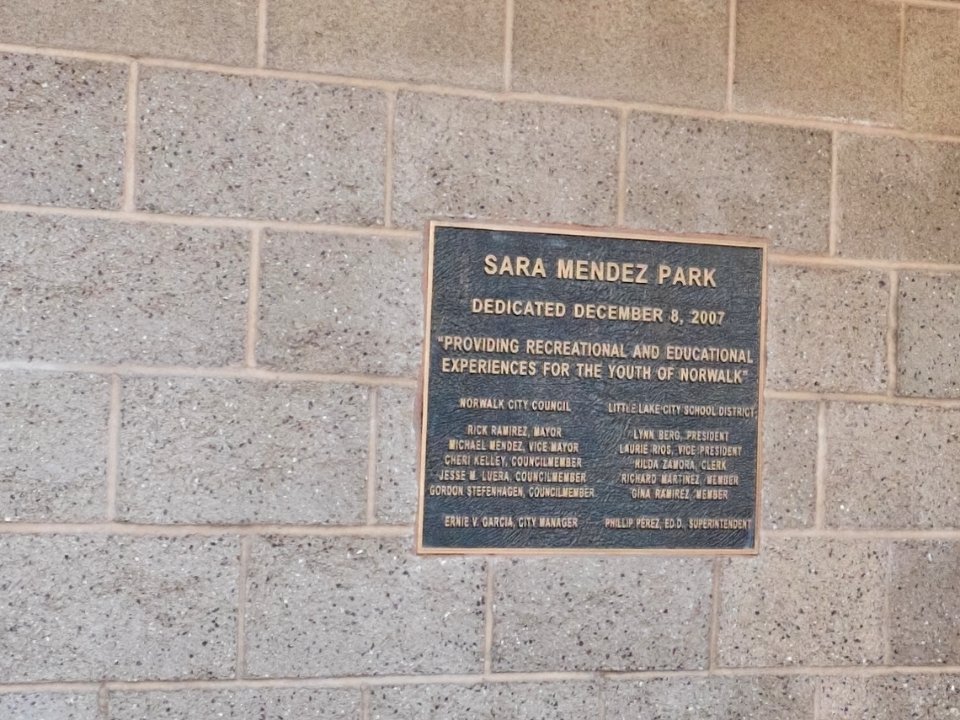 SARA MENDEZ PARK
DEDICATED DECEMBER 8, 2007
"PROVIDING RECREATIONAL AND EDUCATIONAL
EXPERIENCES FOR THE YOUTH OF NORWALK"
NORWALK CITY COUNCIL
RICK RAMIREZ, MAYOR
MICHAEL MENDEZ, VICE MAYOR
CHERI KELLEY, COUNCILMEMBER
JESSE M. LUERA, COUNCILMEMBER
GORDON STEFENHAGEN, COUNCILMEMBER
ERNIE V. GARCIA, CITY MANAGER
LITTLE LAKE CITY SCHOOL DISTRICT
LYNN BERG, PRESIDENT
LAURIE RIOS, VICE PRESIDENT
RILDA ZAMORA, CLERK
RICHARD MARTINEZ, MEMBER
GINA RAMIREZ, MEMBER
PHILLIP PEREZ, ED.D., SUPERINTENDENT